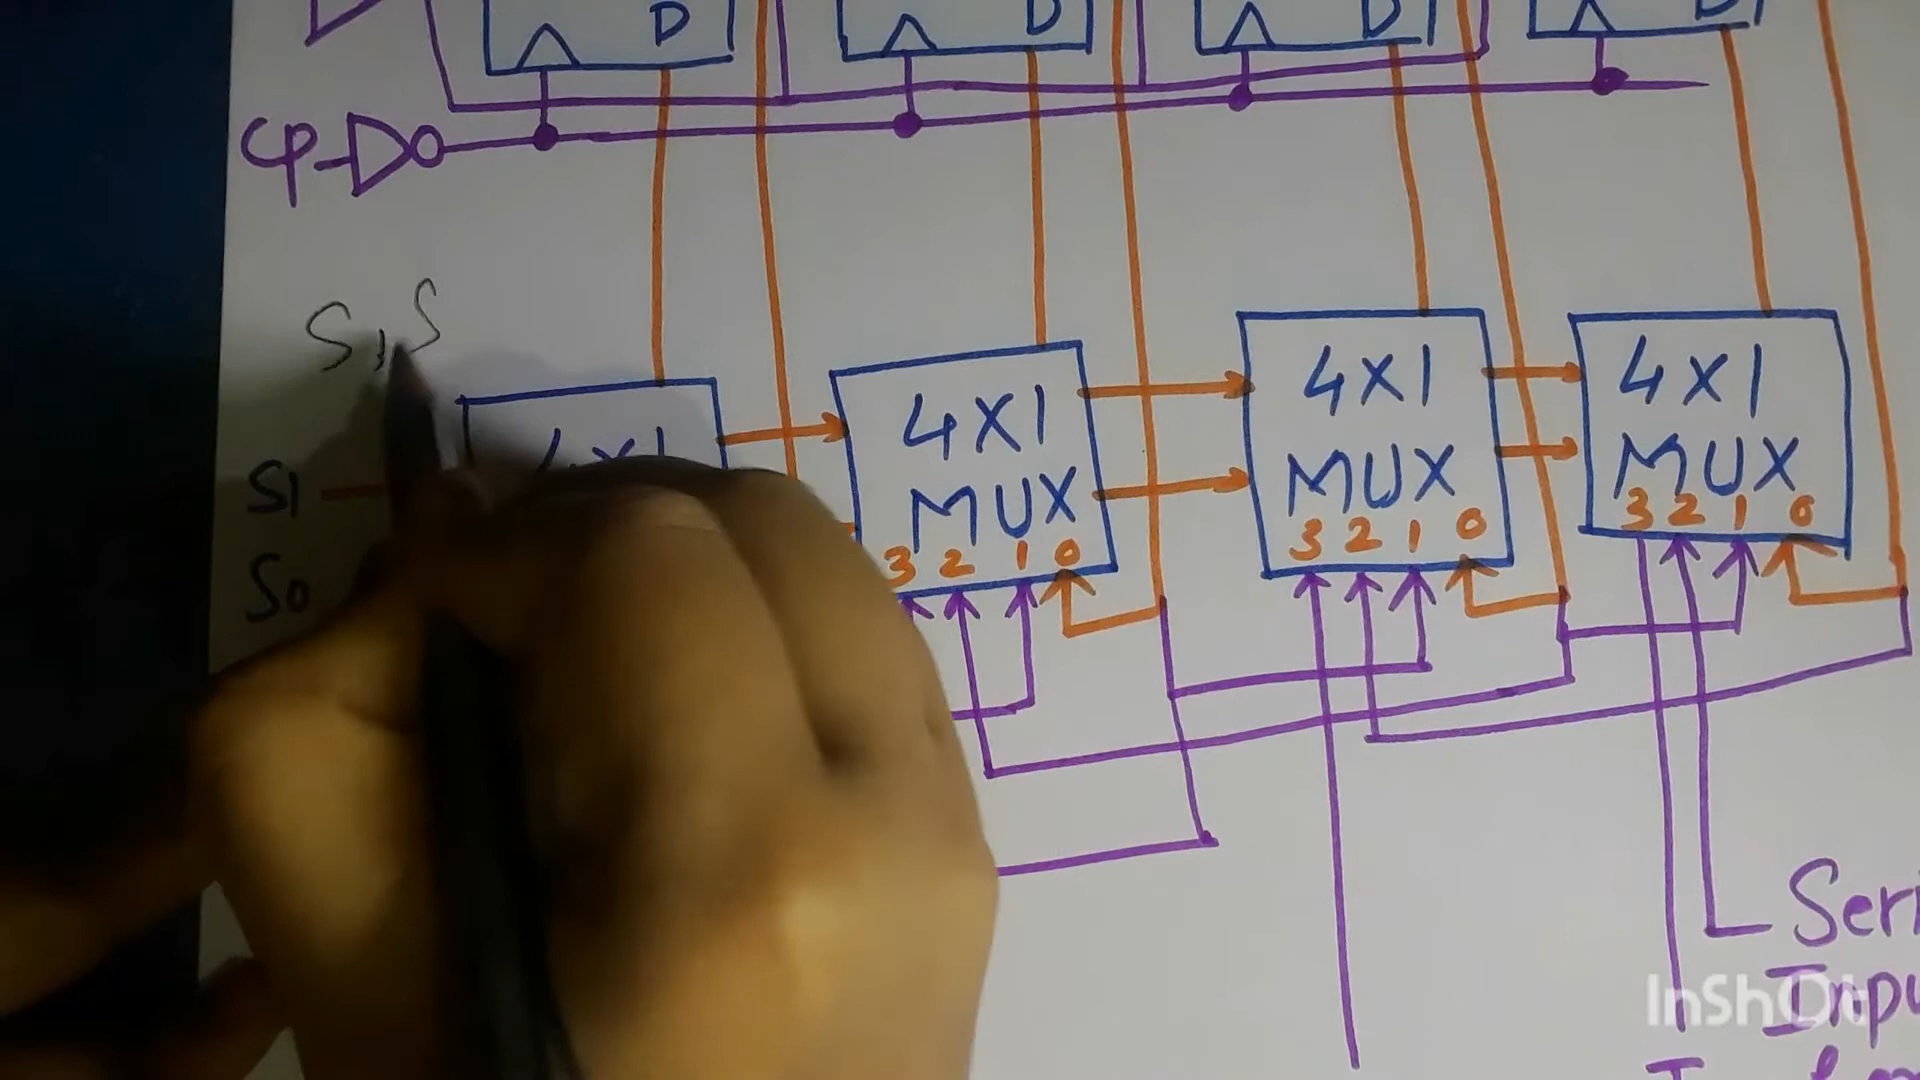 D D D D
CP
S1S
4X1 4X1 4X1 4X1
MUX MUX MUX
S1
3 2 1 0 3 2 1 0 3 2 1 0
S0
Seri
Inpu
InShOt